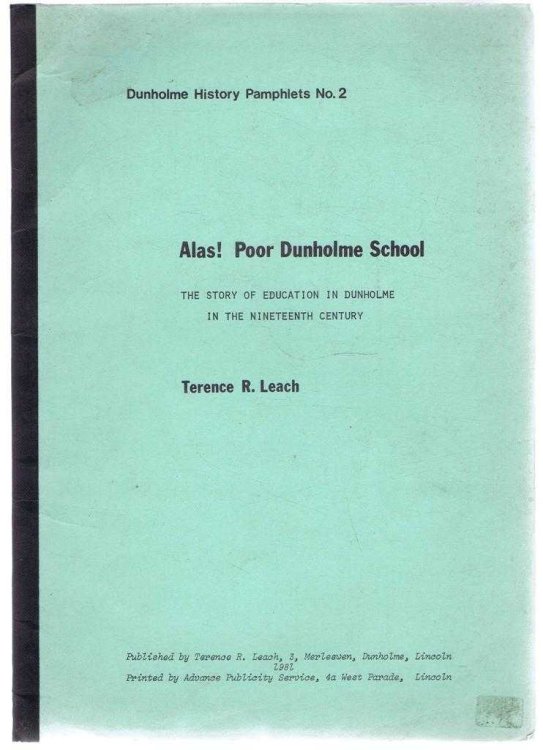 Dunholme History Pamphlets No. 2
Alas! Poor Dunholme School
THE STORY OF EDUCATION IN DUNHOLME
IN THE NINETEENTH CENTURY
Terence R. Leach
Published by Terence R. Leach, 3, Merleswen, Dunholme, Lincoln
1981
Printed by Advance Publicity Service, 4a West Parade, Lincoln